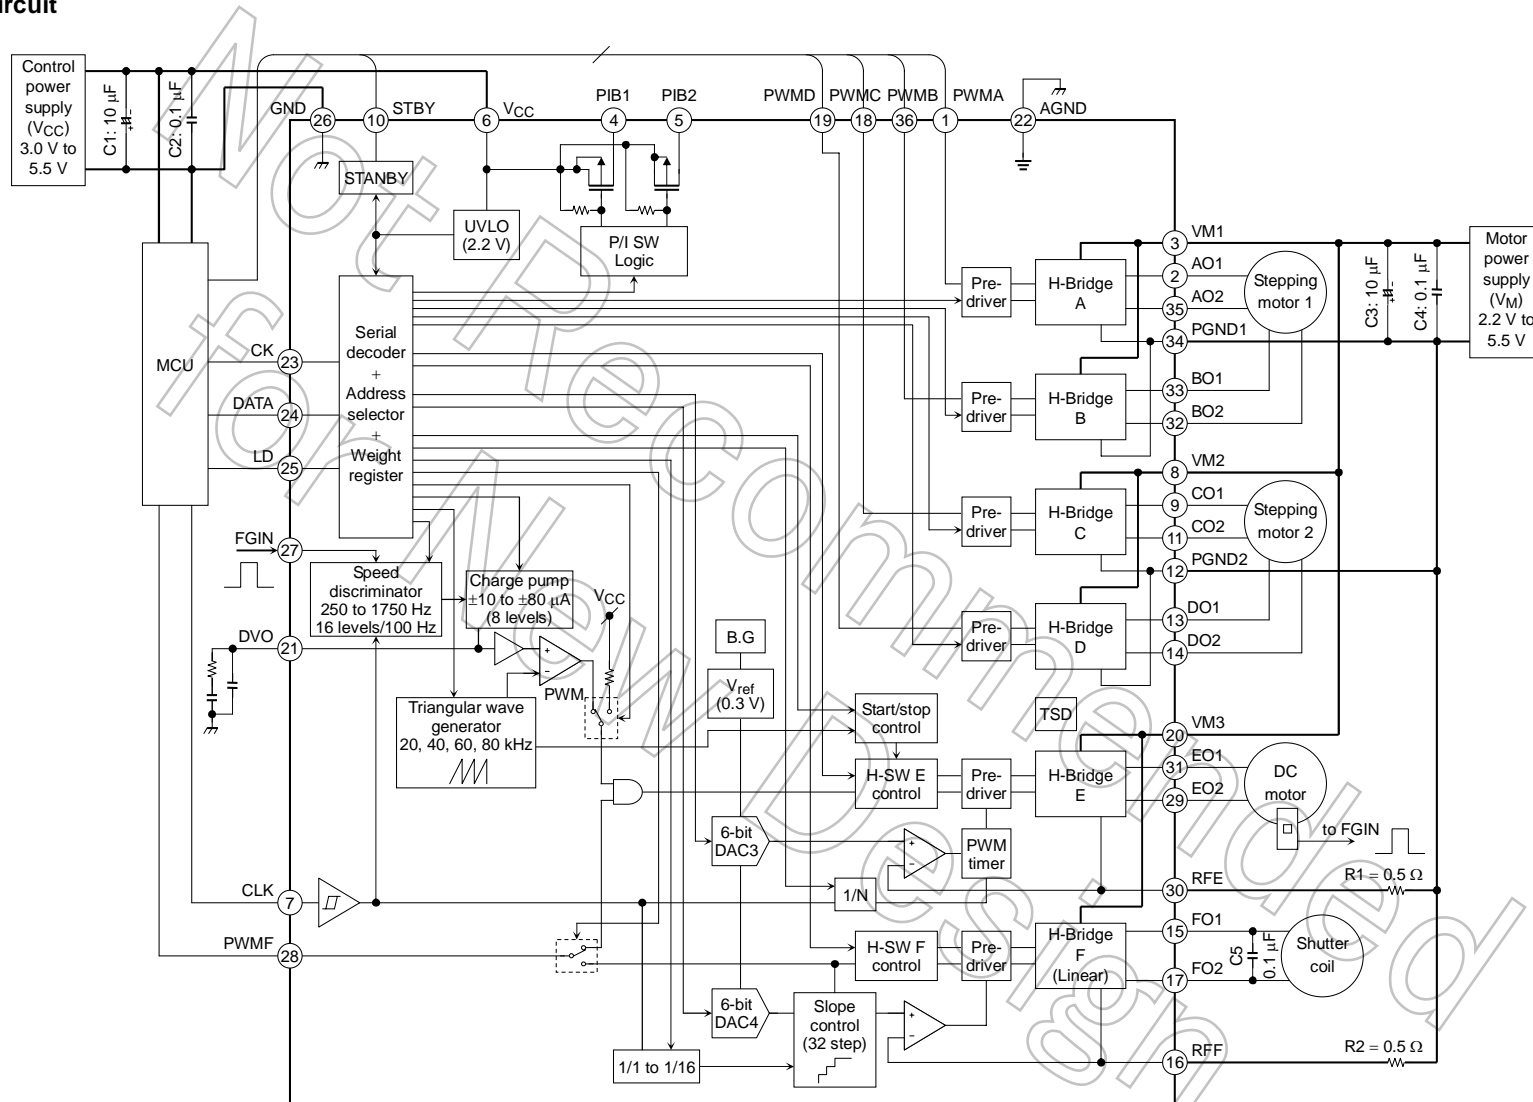 ircuit
Control
power
supply
(VCC)
3.0 V to
5.5 V
C1: 10 μF
C2: 0.1 μF
GND
26
10
STBY
6
VCC
PIB1
4
PIB2
5
PWMD
19
PWMC
18
PWMB
36
PWMA
1
22
AGND
STANBY
UVLO
(2.2 V)
P/I SW
Logic
MCU
CK
23
DATA
24
LD
25
Serial
decoder
+
Address
selector
+
Weight
register
Pre-
driver
H-Bridge
A
3
VM1
2
AO1
35
AO2
34
PGND1
Stepping
motor 1
C3: 10 μF
C4: 0.1 μF
Motor
power
supply
(VM)
2.2 V to
5.5 V
Pre-
driver
H-Bridge
B
33
BO1
32
BO2
8
VM2
Pre-
driver
H-Bridge
C
9
CO1
11
CO2
12
PGND2
Stepping
motor 2
Pre-
driver
H-Bridge
D
13
DO1
14
DO2
FGIN
27
Speed
discriminator
250 to 1750 Hz
16 levels/100 Hz
Charge pump
±10 to ±80 μA
(8 levels)
VCC
DVO
21
+
−
PWM
B.G
Vref
(0.3 V)
Triangular wave
generator
20, 40, 60, 80 kHz
Start/stop
control
TSD
20
VM3
H-SW E
control
Pre-
driver
H-Bridge
E
31
EO1
29
EO2
DC
motor
to FGIN
6-bit
DAC3
+
−
PWM
timer
1/N
30
RFE
R1 = 0.5 Ω
CLK
7
PWMF
28
H-SW F
control
Pre-
driver
H-Bridge
F
(Linear)
15
FO1
17
FO2
C5
0.1 μF
Shutter
coil
6-bit
DAC4
Slope
control
(32 step)
+
−
1/1 to 1/16
16
RFF
R2 = 0.5 Ω
Not Recommended
for New Design